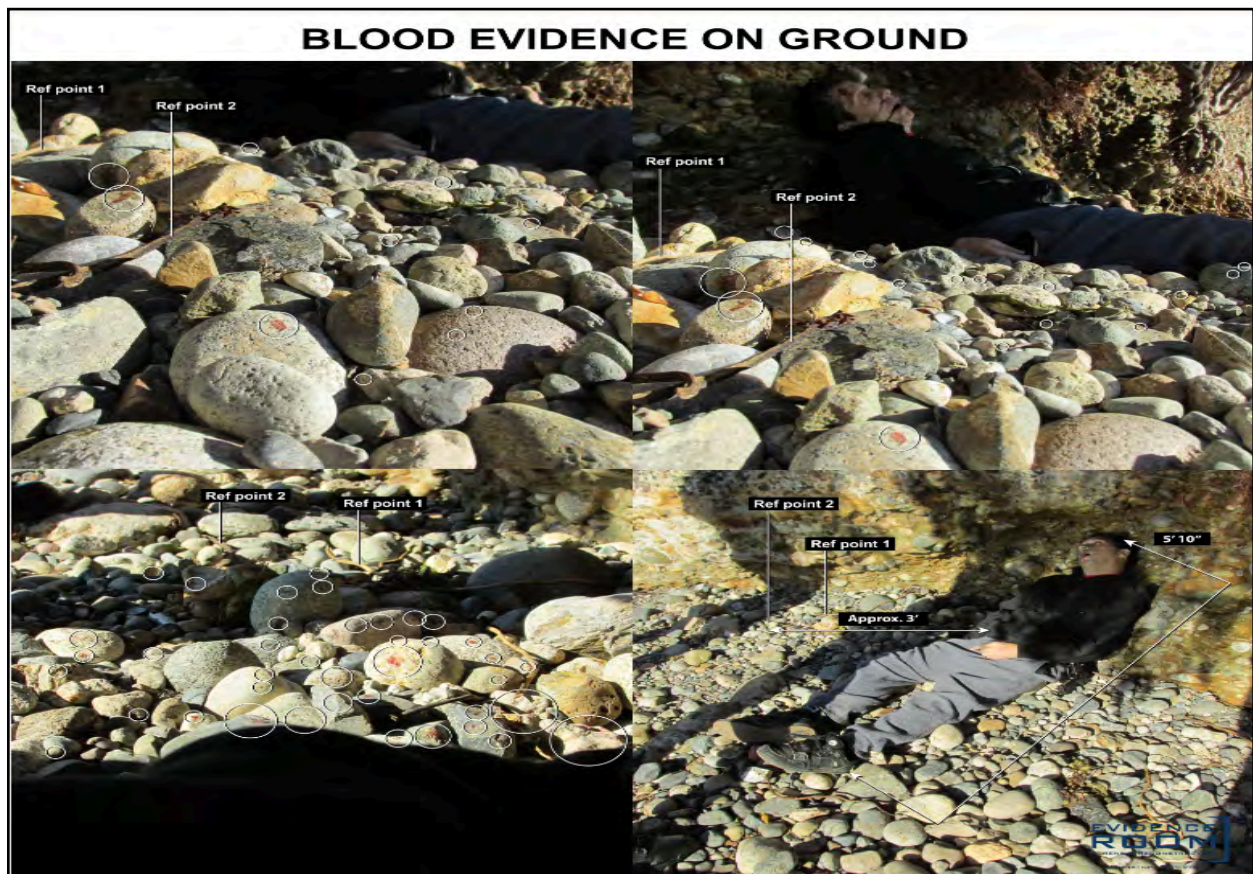 BLOOD EVIDENCE ON GROUND
Ref point 1
Ref point 2
Ref point 1
Ref point 2
Ref point 2
Ref point 1
Ref point 2
Ref point 1
5' 10"
Approx. 3'
EVIDENCE
ROOM